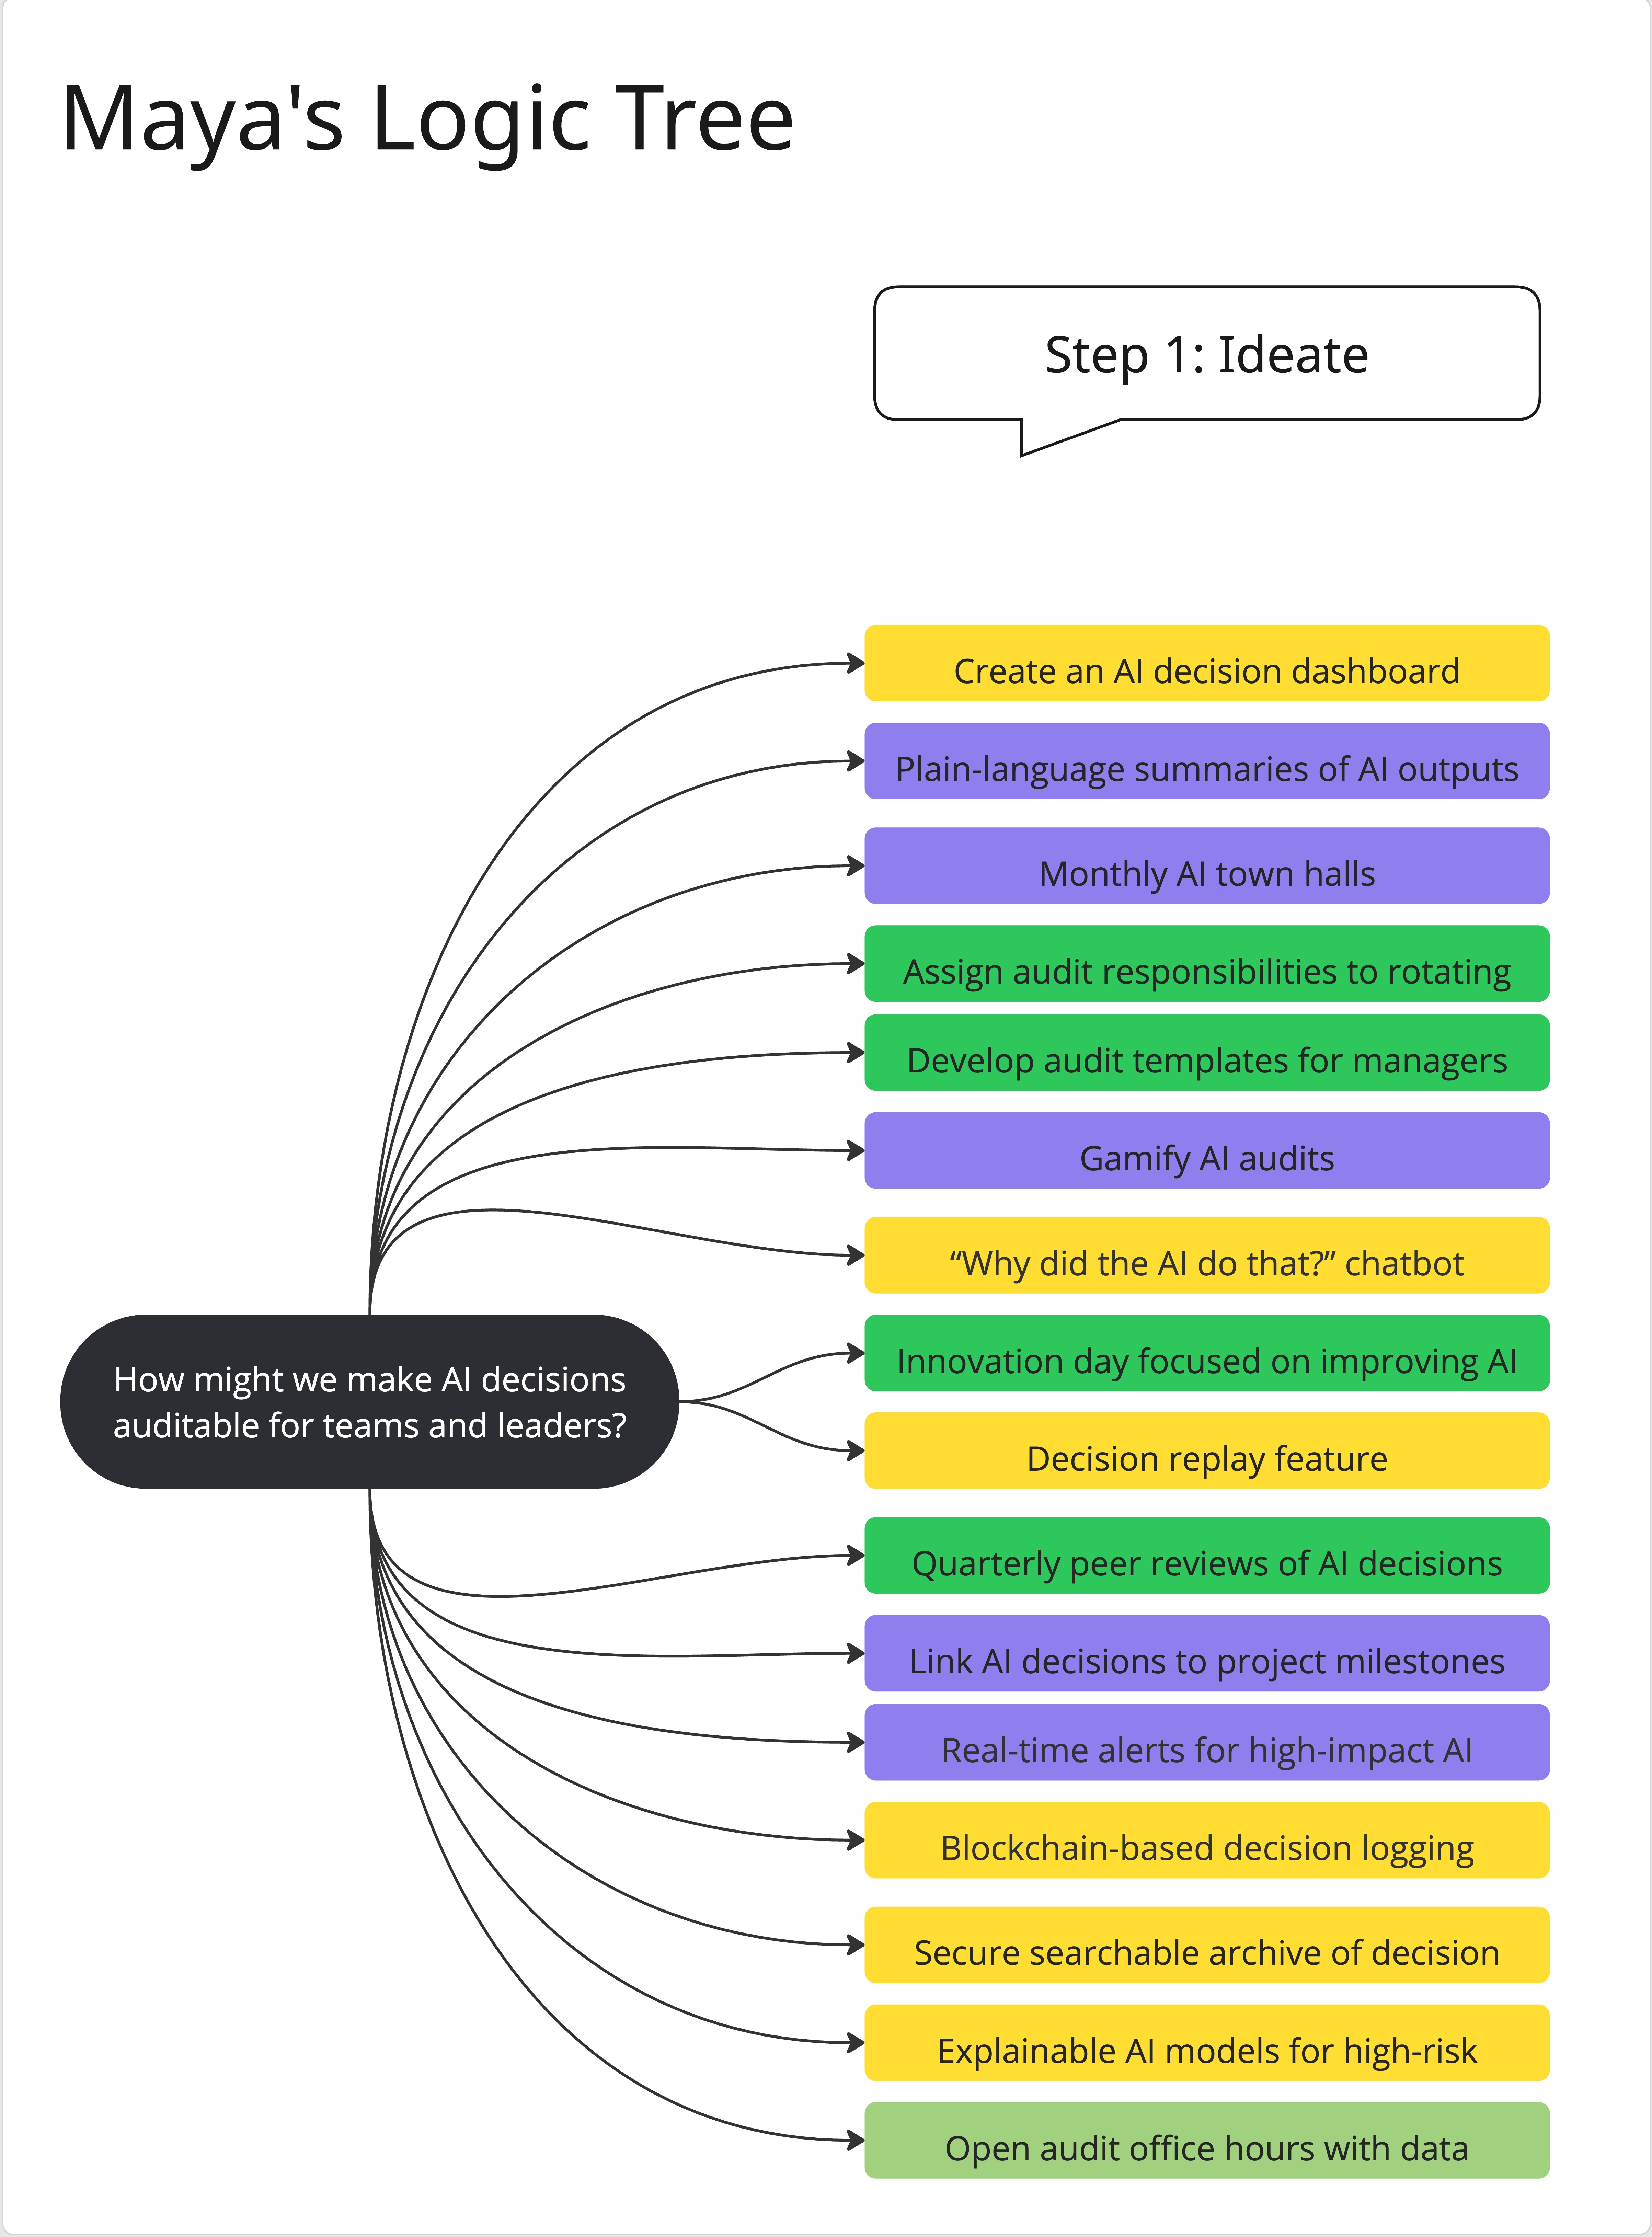 Maya's Logic Tree
Step 1: Ideate
Create an AI decision dashboard
Plain-language summaries of AI outputs
Monthly AI town halls
Assign audit responsibilities to rotating
Develop audit templates for managers
Gamify AI audits
“Why did the AI do that?” chatbot
How might we make AI decisions
auditable for teams and leaders?
Innovation day focused on improving AI
Decision replay feature
Quarterly peer reviews of AI decisions
Link AI decisions to project milestones
Real-time alerts for high-impact AI
Blockchain-based decision logging
Secure searchable archive of decision
Explainable AI models for high-risk
Open audit office hours with data